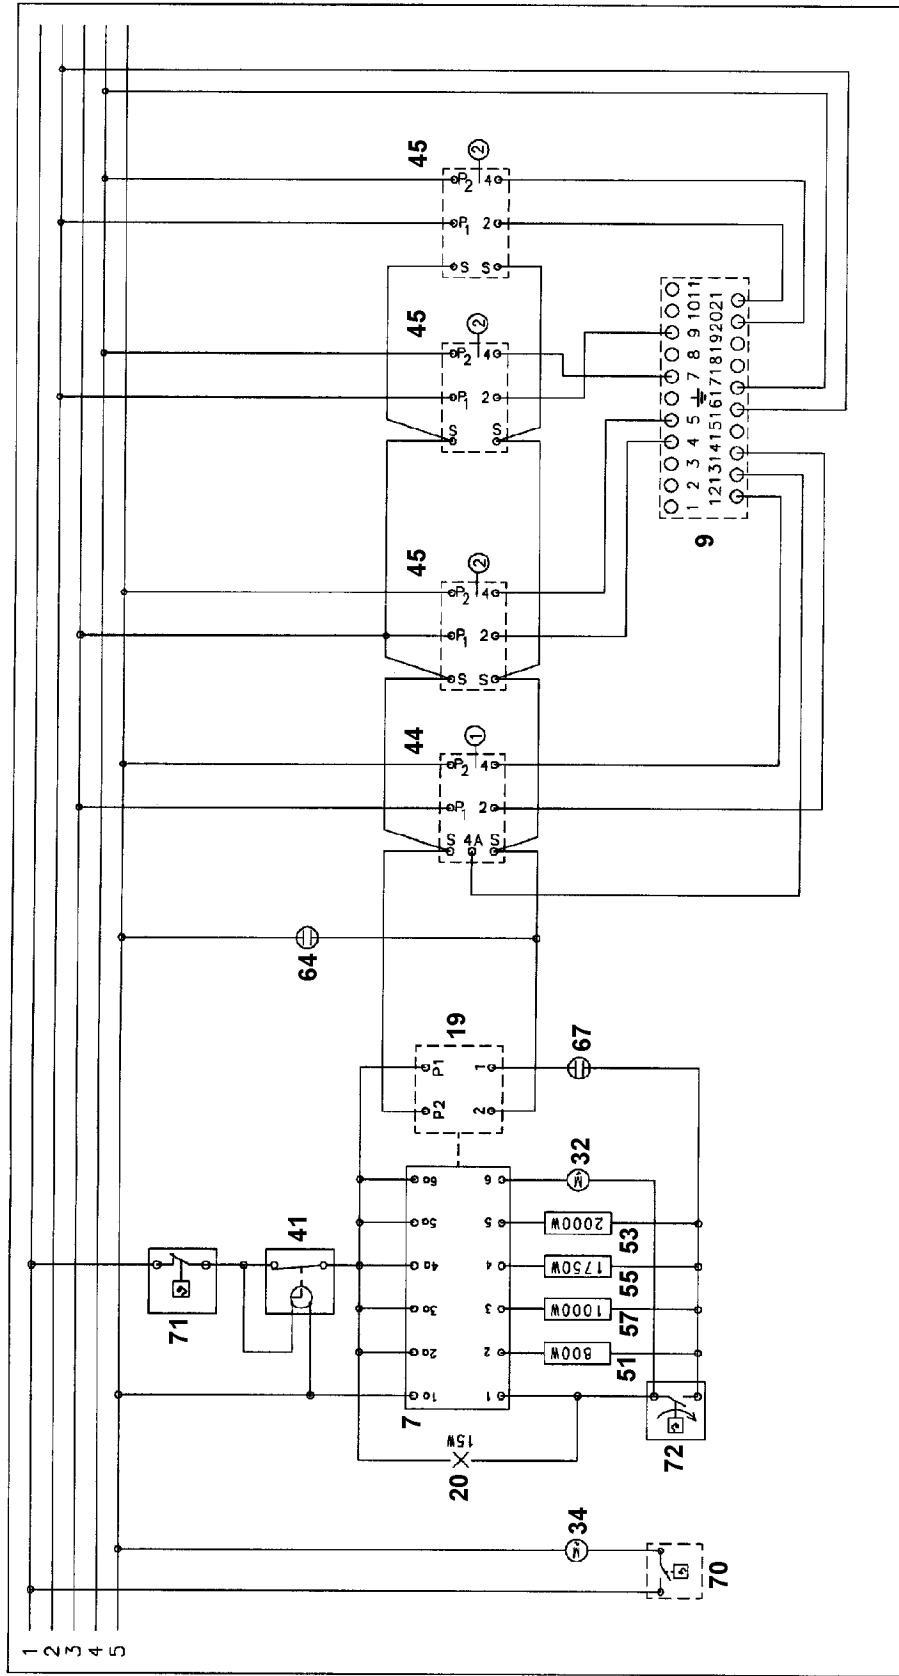 1
2
3
4
5
71
41
64
7
1a 2a 3a 4a 5a 6a
1 2 3 4 5 6
P2 P1
2 1
19
20
15W
44
S P1 P2
4A
S 2 4
1
45
S P1 P2
S 2 4
2
45
S P1 P2
S 2 4
2
45
S P1 P2
S 2 4
2
34
M
70
72
51
800W
57
1000W
55
1750W
53
2000W
32
M
67
9
1 2 3 4 5 7 8 9 10 11
12 13 14 15 16 17 18 19 20 21